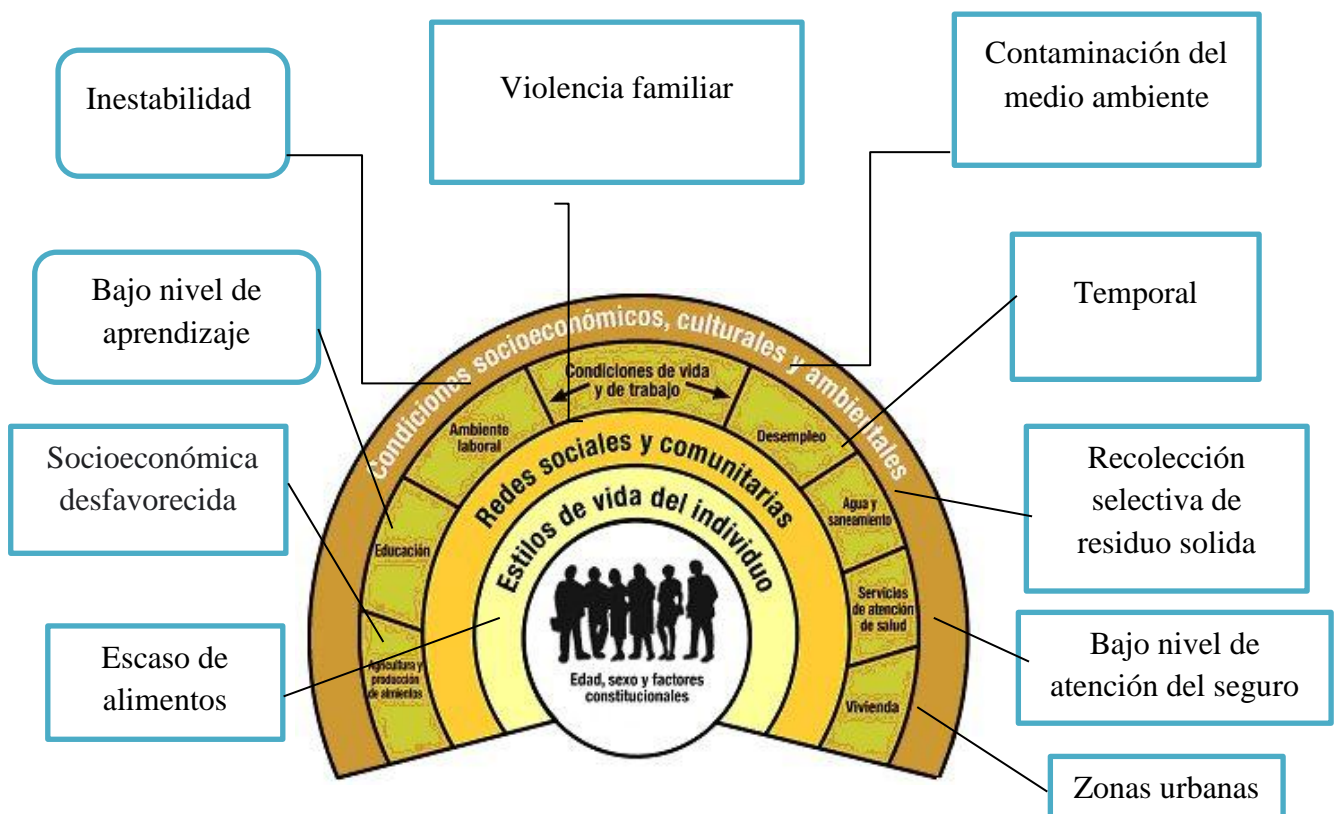 Inestabilidad
Violencia familiar
Contaminación del
medio ambiente
Bajo nivel de
aprendizaje
Temporal
Socioeconómica
desfavorecida
Recolección
selectiva de
residuo solida
Escaso de
alimentos
Bajo nivel de
atención del seguro
Zonas urbanas
Condiciones socioeconómicos, culturales y ambientales
Condiciones de vida
y de trabajo
Ambiente
laboral
Desempleo
Educación
Agua y
saneamiento
Agricultura y
producción
de alimientos
Servicios
de atención
de salud
Vivienda
Redes sociales y comunitarias
Estilos de vida del individuo
Edad, sexo y factores
constitucionales